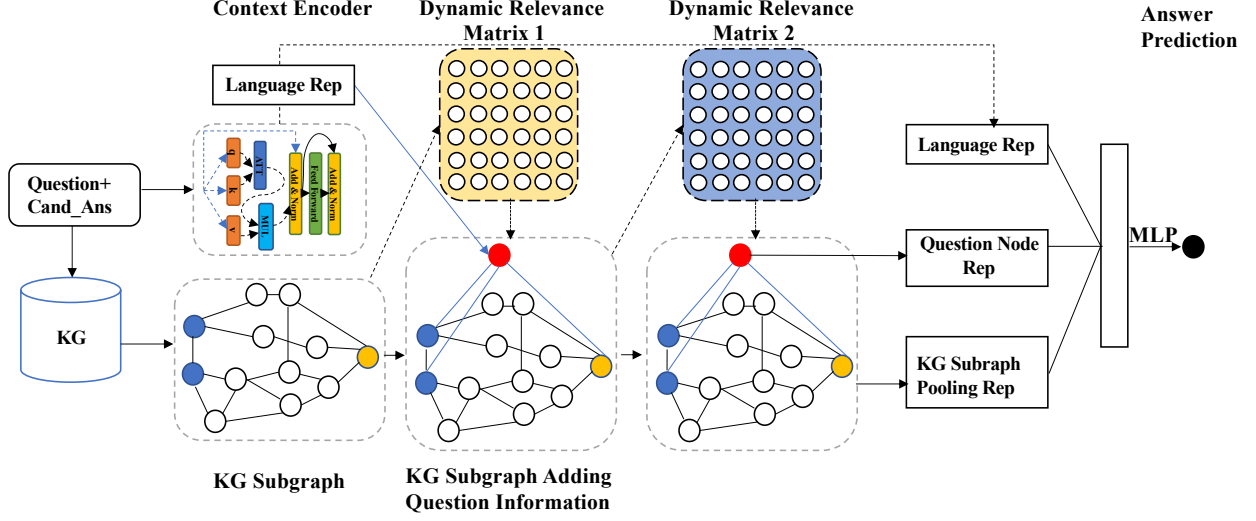 Context Encoder
Dynamic Relevance
Matrix 1
Dynamic Relevance
Matrix 2
Answer
Prediction
Language Rep
q
k
v
ATT
MUL
Add & Norm
Feed Forward
Add & Norm
Question+
Cand_Ans
KG
Language Rep
Question Node
Rep
KG Subraph
Pooling Rep
MLP
KG Subgraph
KG Subgraph Adding
Question Information